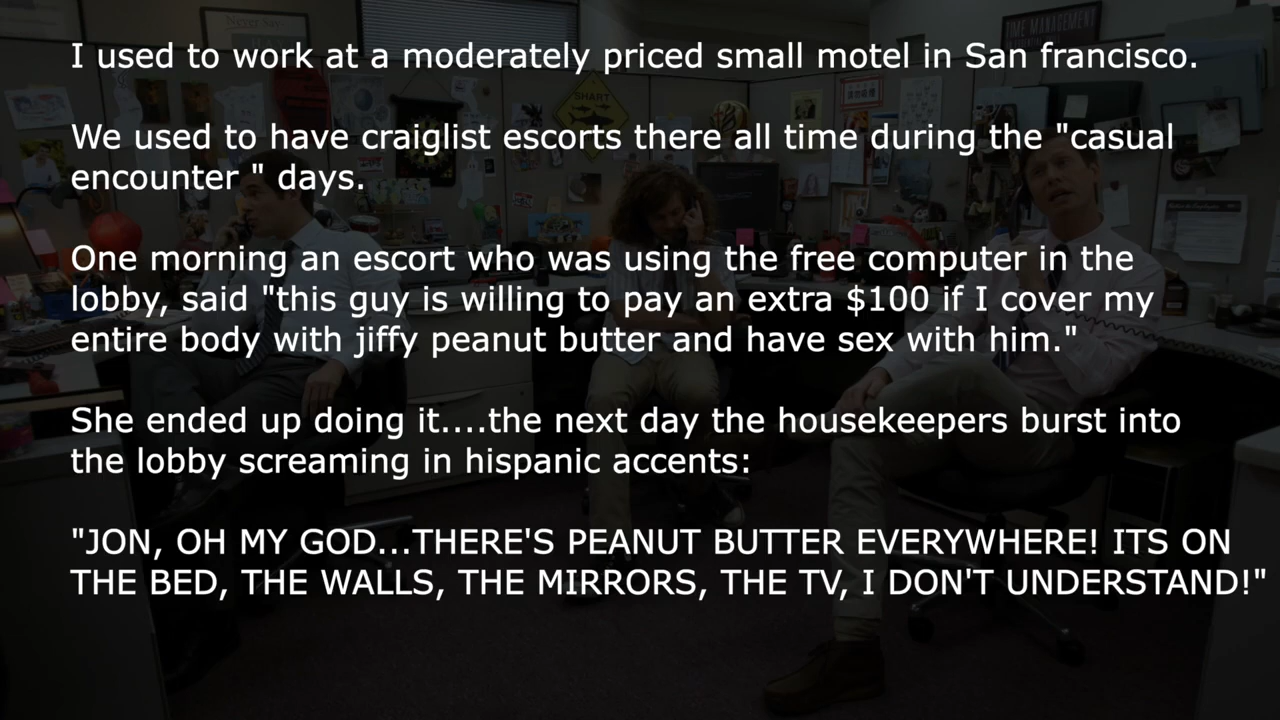 Never Say
TIME MANAGEMENT
SHART
I used to work at a moderately priced small motel in San francisco.
We used to have craiglist escorts there all time during the "casual
encounter " days.
One morning an escort who was using the free computer in the
lobby, said "this guy is willing to pay an extra $100 if I cover my
entire body with jiffy peanut butter and have sex with him."
She ended up doing it....the next day the housekeepers burst into
the lobby screaming in hispanic accents:
"JON, OH MY GOD...THERE'S PEANUT BUTTER EVERYWHERE! ITS ON
THE BED, THE WALLS, THE MIRRORS, THE TV, I DON'T UNDERSTAND!"